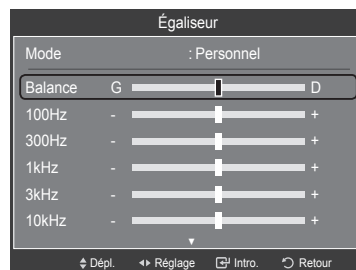 Égaliseur
Mode : Personnel
Balance G D
100Hz - +
300Hz - +
1kHz - +
3kHz - +
10kHz - +
Dépl. Réglage Intro. Retour